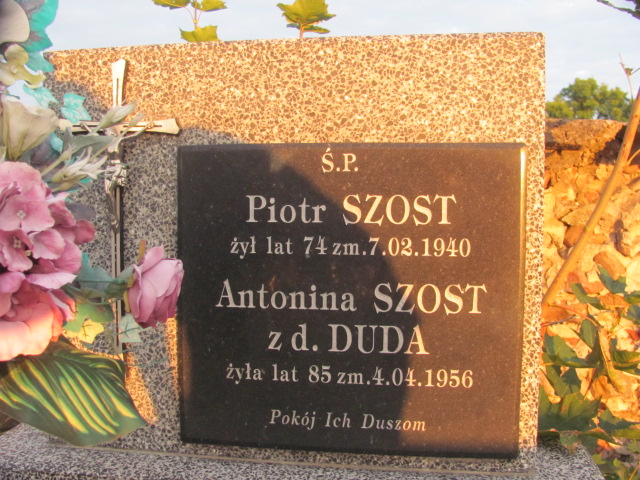 Ś.P.
Piotr SZOST
żył lat 74 zm.7.02.1940
Antonina SZOST
z d. DUDA
żyła lat 85 zm.4.04.1956
Pokój Ich Duszom